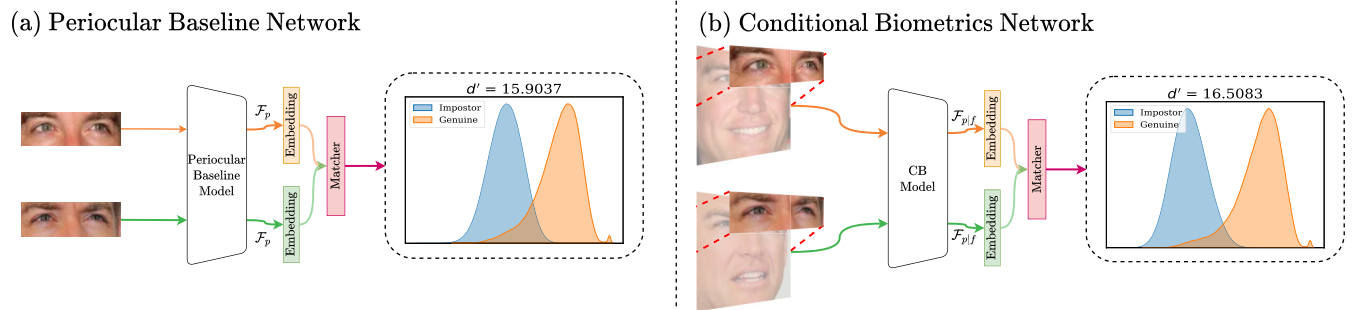 (a) Periocular Baseline Network
Periocular
Baseline
Model
𝓕p
𝓕p
Embedding
Embedding
Matcher
d′ = 15.9037
Impostor
Genuine
(b) Conditional Biometrics Network
CB
Model
𝓕p|f
𝓕p|f
Embedding
Embedding
Matcher
d′ = 16.5083
Impostor
Genuine